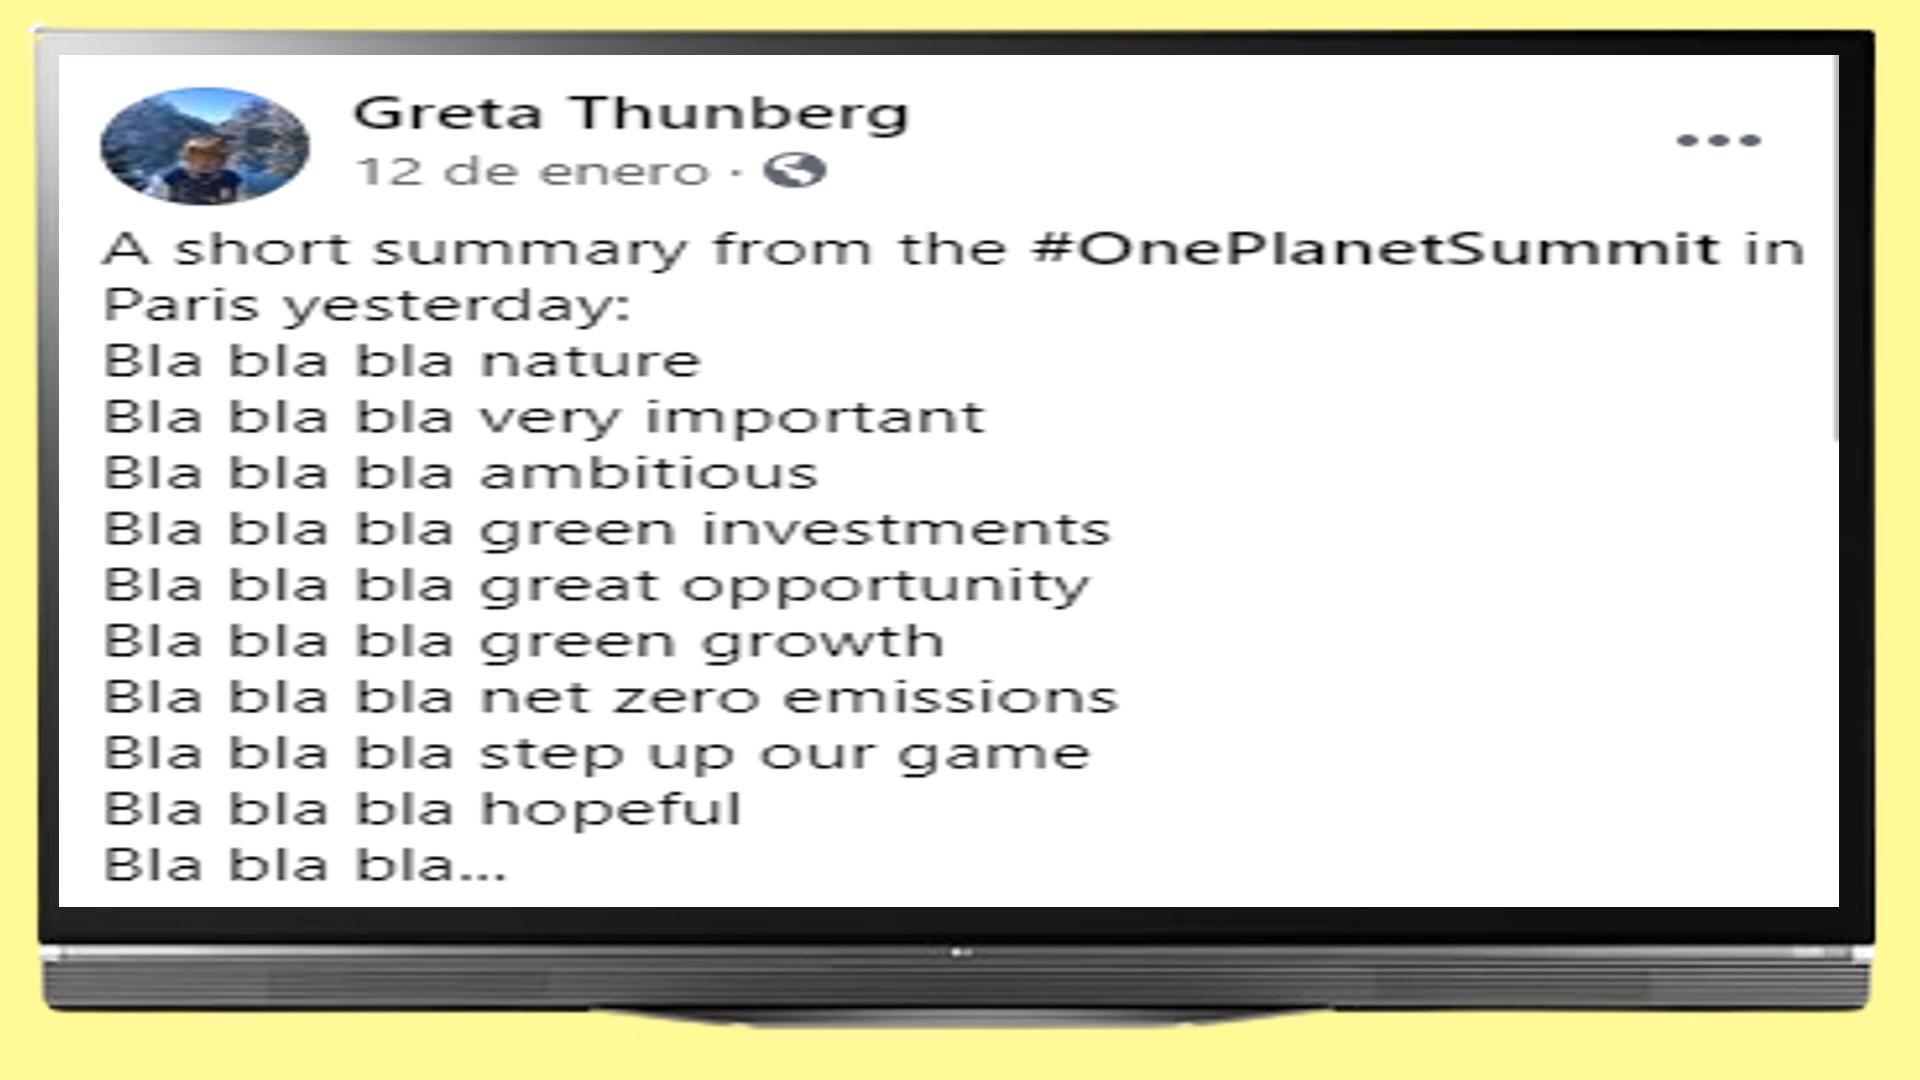 Greta Thunberg
12 de enero ·
A short summary from the #OnePlanetSummit in
Paris yesterday:
Bla bla bla nature
Bla bla bla very important
Bla bla bla ambitious
Bla bla bla green investments
Bla bla bla great opportunity
Bla bla bla green growth
Bla bla bla net zero emissions
Bla bla bla step up our game
Bla bla bla hopeful
Bla bla bla...